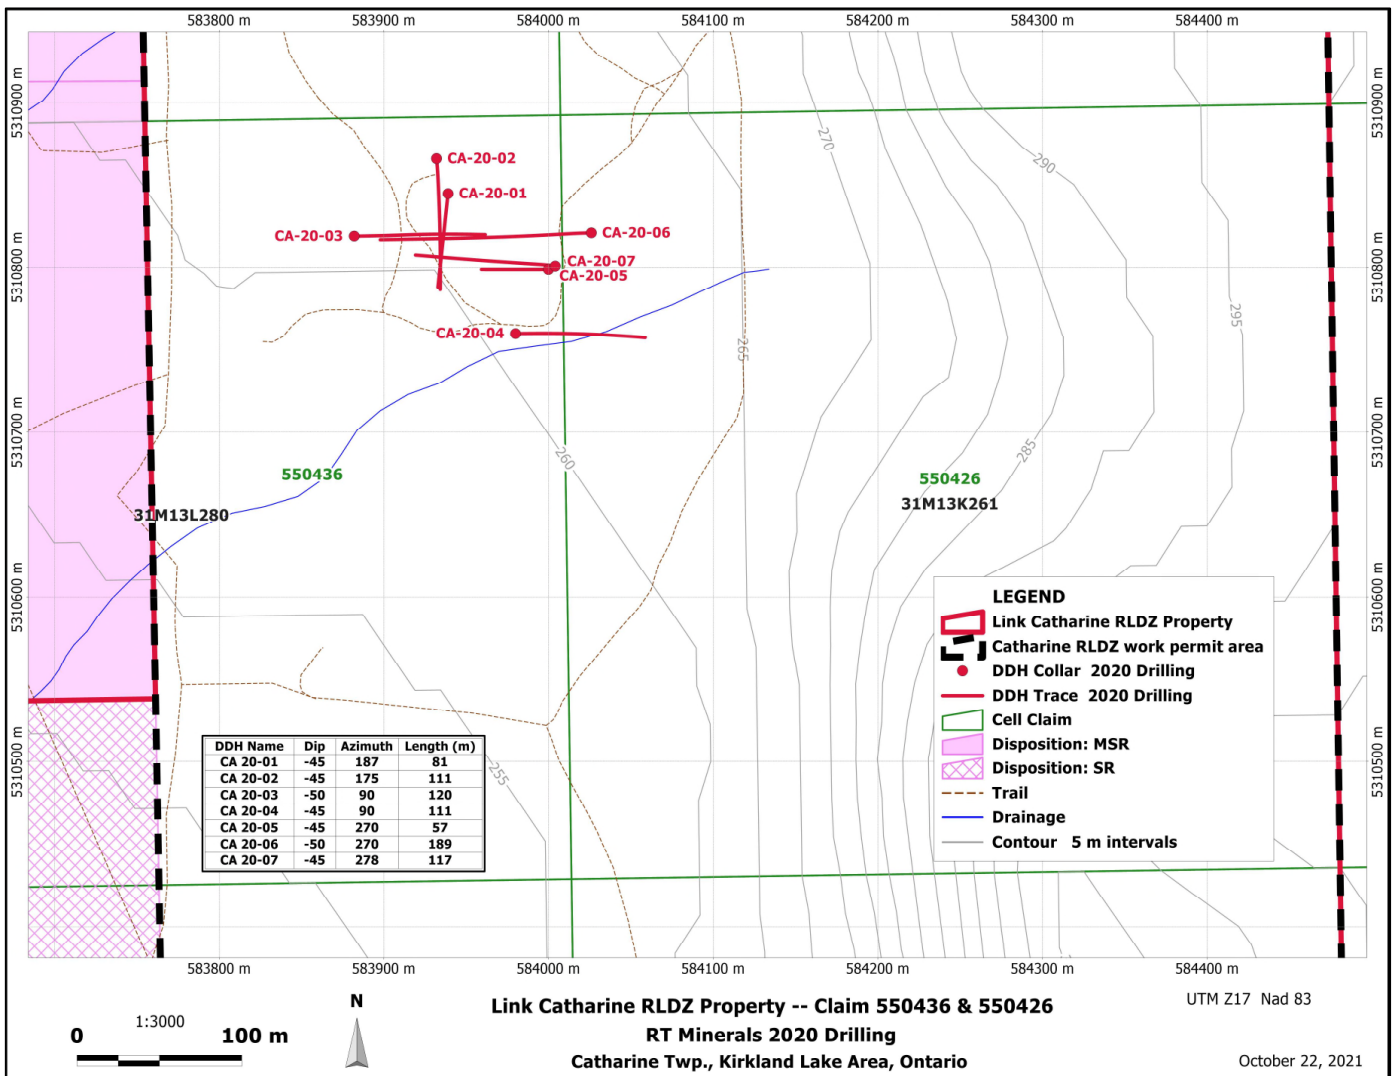 583800 m 583900 m 584000 m 584100 m 584200 m 584300 m 584400 m
5310900 m
5310900 m
CA-20-02
CA-20-01
CA-20-03
CA-20-06
CA-20-07
CA-20-05
CA-20-04
270
290
5310800 m
5310800 m
265
295
5310700 m
5310700 m
260
285
550436
550426
31M13K261
31M13L280
5310600 m
5310600 m
255
5310500 m
5310500 m
LEGEND
Link Catharine RLDZ Property
Catharine RLDZ work permit area
DDH Collar 2020 Drilling
DDH Trace 2020 Drilling
Cell Claim
Disposition: MSR
Disposition: SR
Trail
Drainage
Contour 5 m intervals
DDH Name Dip Azimuth Length (m)
CA 20-01 -45 187 81
CA 20-02 -45 175 111
CA 20-03 -50 90 120
CA 20-04 -45 90 111
CA 20-05 -45 270 57
CA 20-06 -50 270 189
CA 20-07 -45 278 117
583800 m 583900 m 584000 m 584100 m 584200 m 584300 m 584400 m
0 1:3000 100 m
N
Link Catharine RLDZ Property -- Claim 550436 & 550426
RT Minerals 2020 Drilling
Catharine Twp., Kirkland Lake Area, Ontario
UTM Z17 Nad 83
October 22, 2021